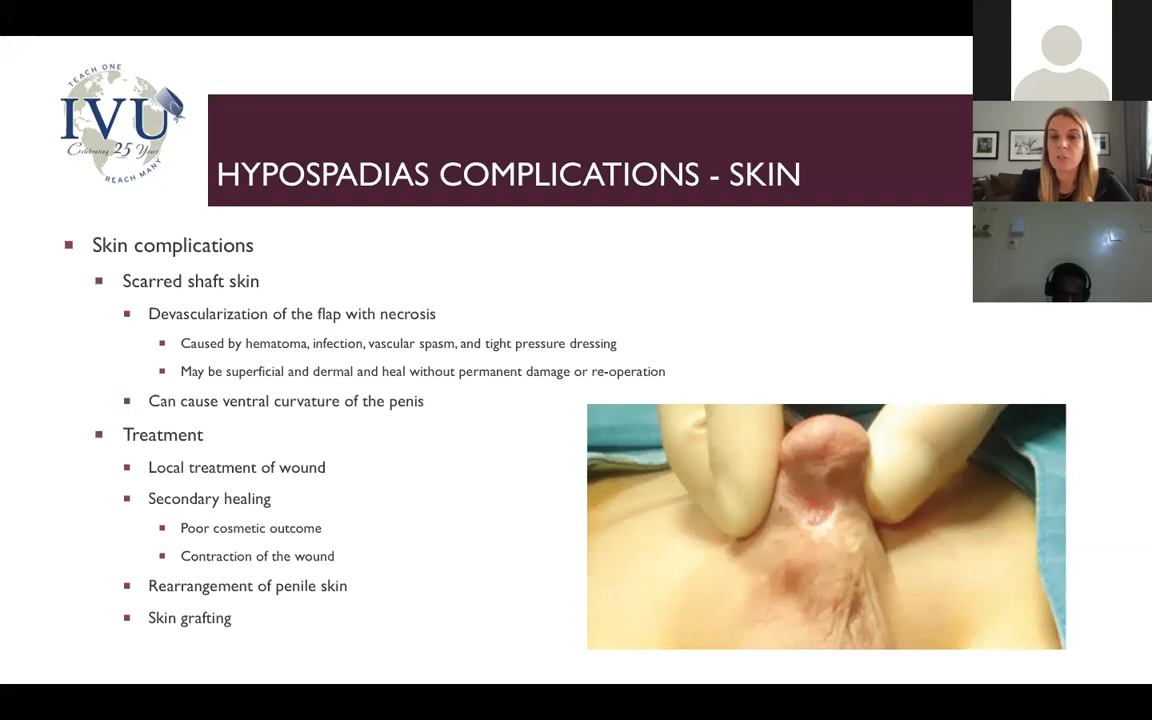 TEACH ONE
IVU
Celebrating 25 Years
REACH MANY
HYPOSPADIAS COMPLICATIONS - SKIN
Skin complications
Scarred shaft skin
Devascularization of the flap with necrosis
Caused by hematoma, infection, vascular spasm, and tight pressure dressing
May be superficial and dermal and heal without permanent damage or re-operation
Can cause ventral curvature of the penis
Treatment
Local treatment of wound
Secondary healing
Poor cosmetic outcome
Contraction of the wound
Rearrangement of penile skin
Skin grafting